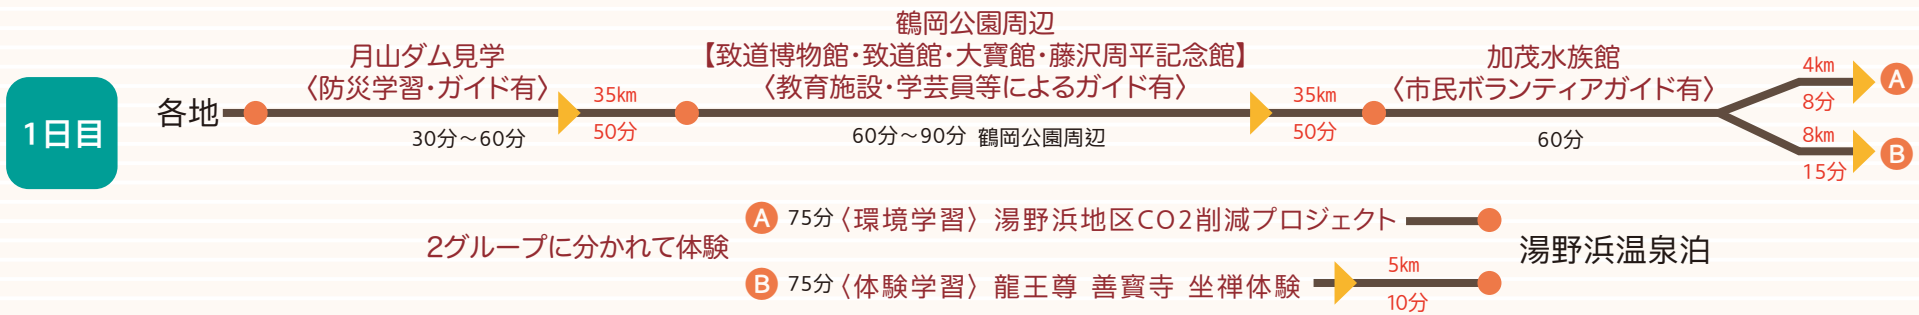 1日目
各地
月山ダム見学
〈防災学習・ガイド有〉
30分～60分
35km
50分
鶴岡公園周辺
【致道博物館・致道館・大寶館・藤沢周平記念館】
〈教育施設・学芸員等によるガイド有〉
60分～90分 鶴岡公園周辺
35km
50分
加茂水族館
〈市民ボランティアガイド有〉
60分
4km
8分
A
8km
15分
B
2グループに分かれて体験
A 75分〈環境学習〉湯野浜地区CO2削減プロジェクト
B 75分〈体験学習〉龍王尊 善寳寺 坐禅体験
5km
10分
湯野浜温泉泊